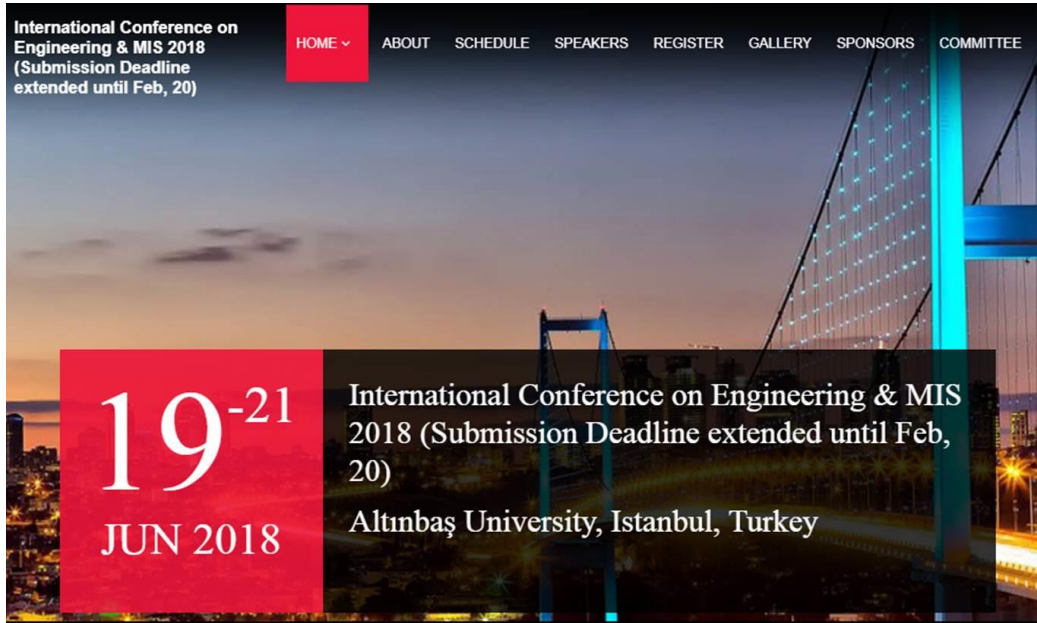 International Conference on
Engineering & MIS 2018
(Submission Deadline
extended until Feb, 20)
HOME ABOUT SCHEDULE SPEAKERS REGISTER GALLERY SPONSORS COMMITTEE
19-21
JUN 2018
International Conference on Engineering & MIS
2018 (Submission Deadline extended until Feb,
20)
Altınbaş University, Istanbul, Turkey